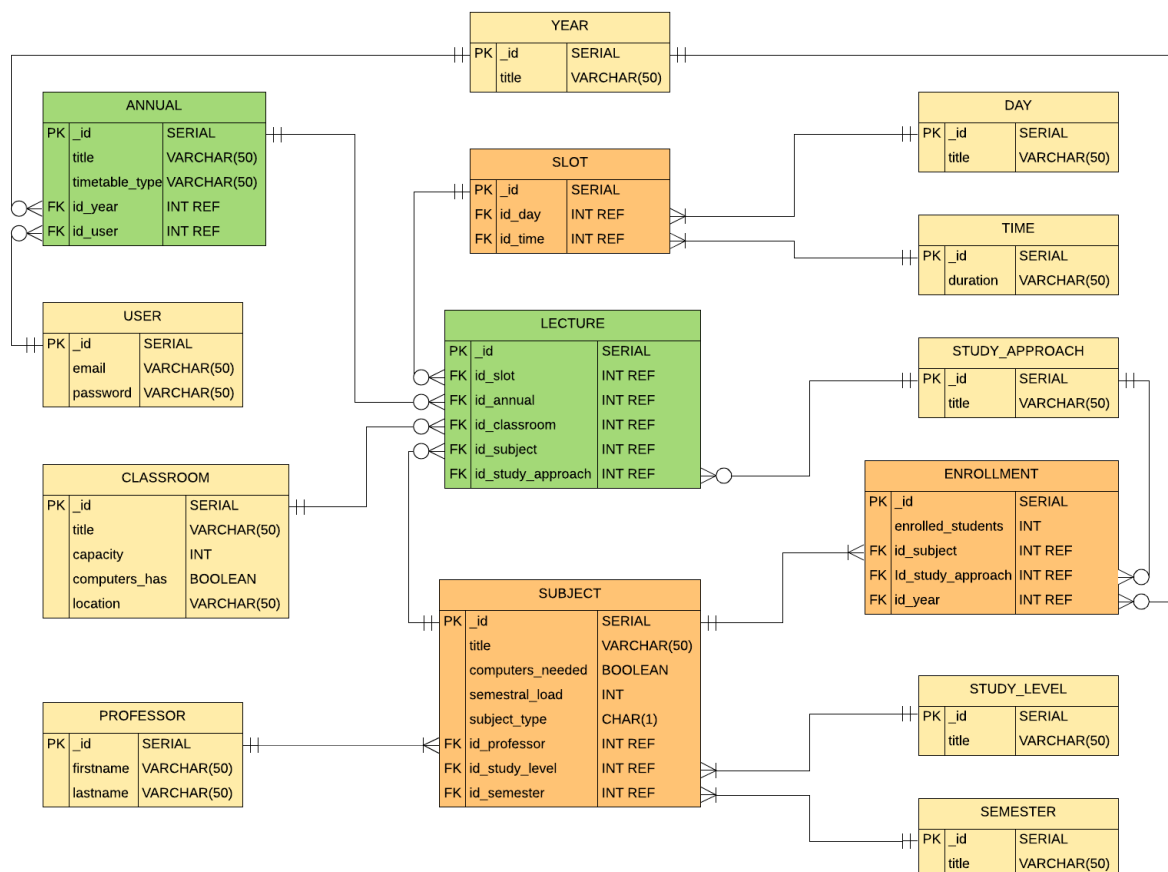 YEAR
PK _id SERIAL
title VARCHAR(50)
ANNUAL
PK _id SERIAL
title VARCHAR(50)
timetable_type VARCHAR(50)
FK id_year INT REF
FK id_user INT REF
DAY
PK _id SERIAL
title VARCHAR(50)
SLOT
PK _id SERIAL
FK id_day INT REF
FK id_time INT REF
TIME
PK _id SERIAL
duration VARCHAR(50)
USER
PK _id SERIAL
email VARCHAR(50)
password VARCHAR(50)
LECTURE
PK _id SERIAL
FK id_slot INT REF
FK id_annual INT REF
FK id_classroom INT REF
FK id_subject INT REF
FK id_study_approach INT REF
STUDY_APPROACH
PK _id SERIAL
title VARCHAR(50)
CLASSROOM
PK _id SERIAL
title VARCHAR(50)
capacity INT
computers_has BOOLEAN
location VARCHAR(50)
ENROLLMENT
PK _id SERIAL
enrolled_students INT
FK id_subject INT REF
FK Id_study_approach INT REF
FK id_year INT REF
SUBJECT
PK _id SERIAL
title VARCHAR(50)
computers_needed BOOLEAN
semestral_load INT
subject_type CHAR(1)
FK id_professor INT REF
FK id_study_level INT REF
FK id_semester INT REF
PROFESSOR
PK _id SERIAL
firstname VARCHAR(50)
lastname VARCHAR(50)
STUDY_LEVEL
PK _id SERIAL
title VARCHAR(50)
SEMESTER
PK _id SERIAL
title VARCHAR(50)